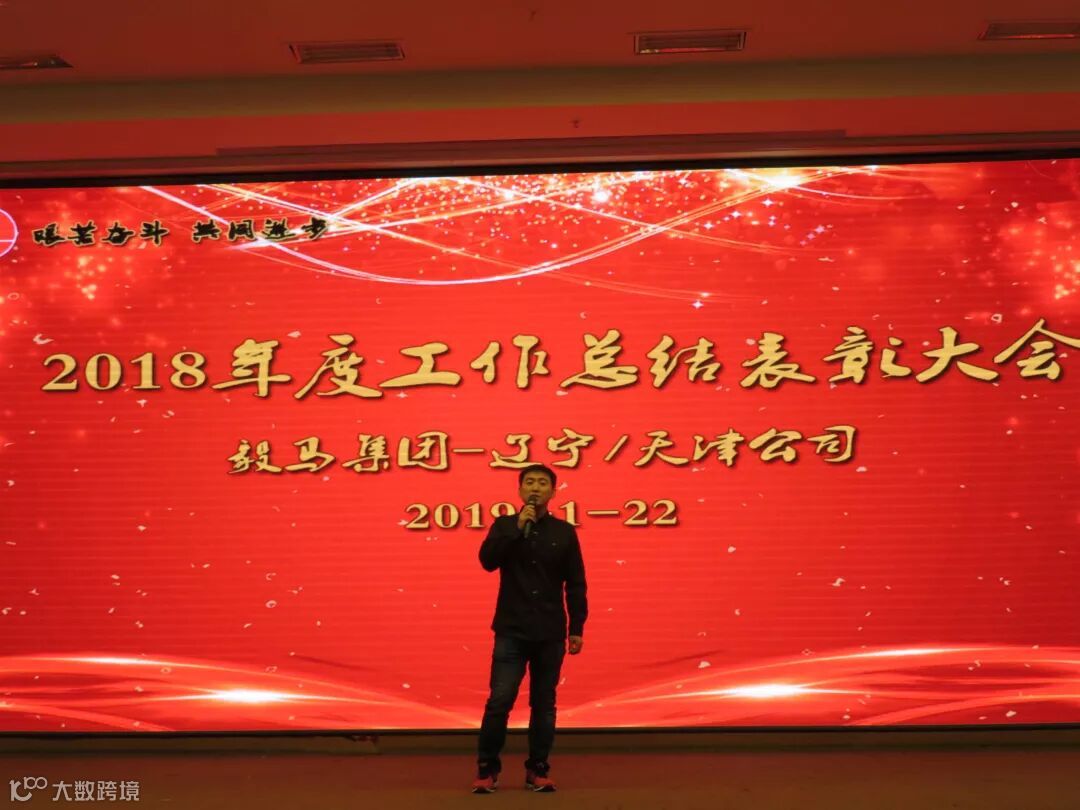 艰苦奋斗 共同进步
2018年度工作总结表彰大会
毅马集团-辽宁/天津公司
2019-1-22
大数跨境